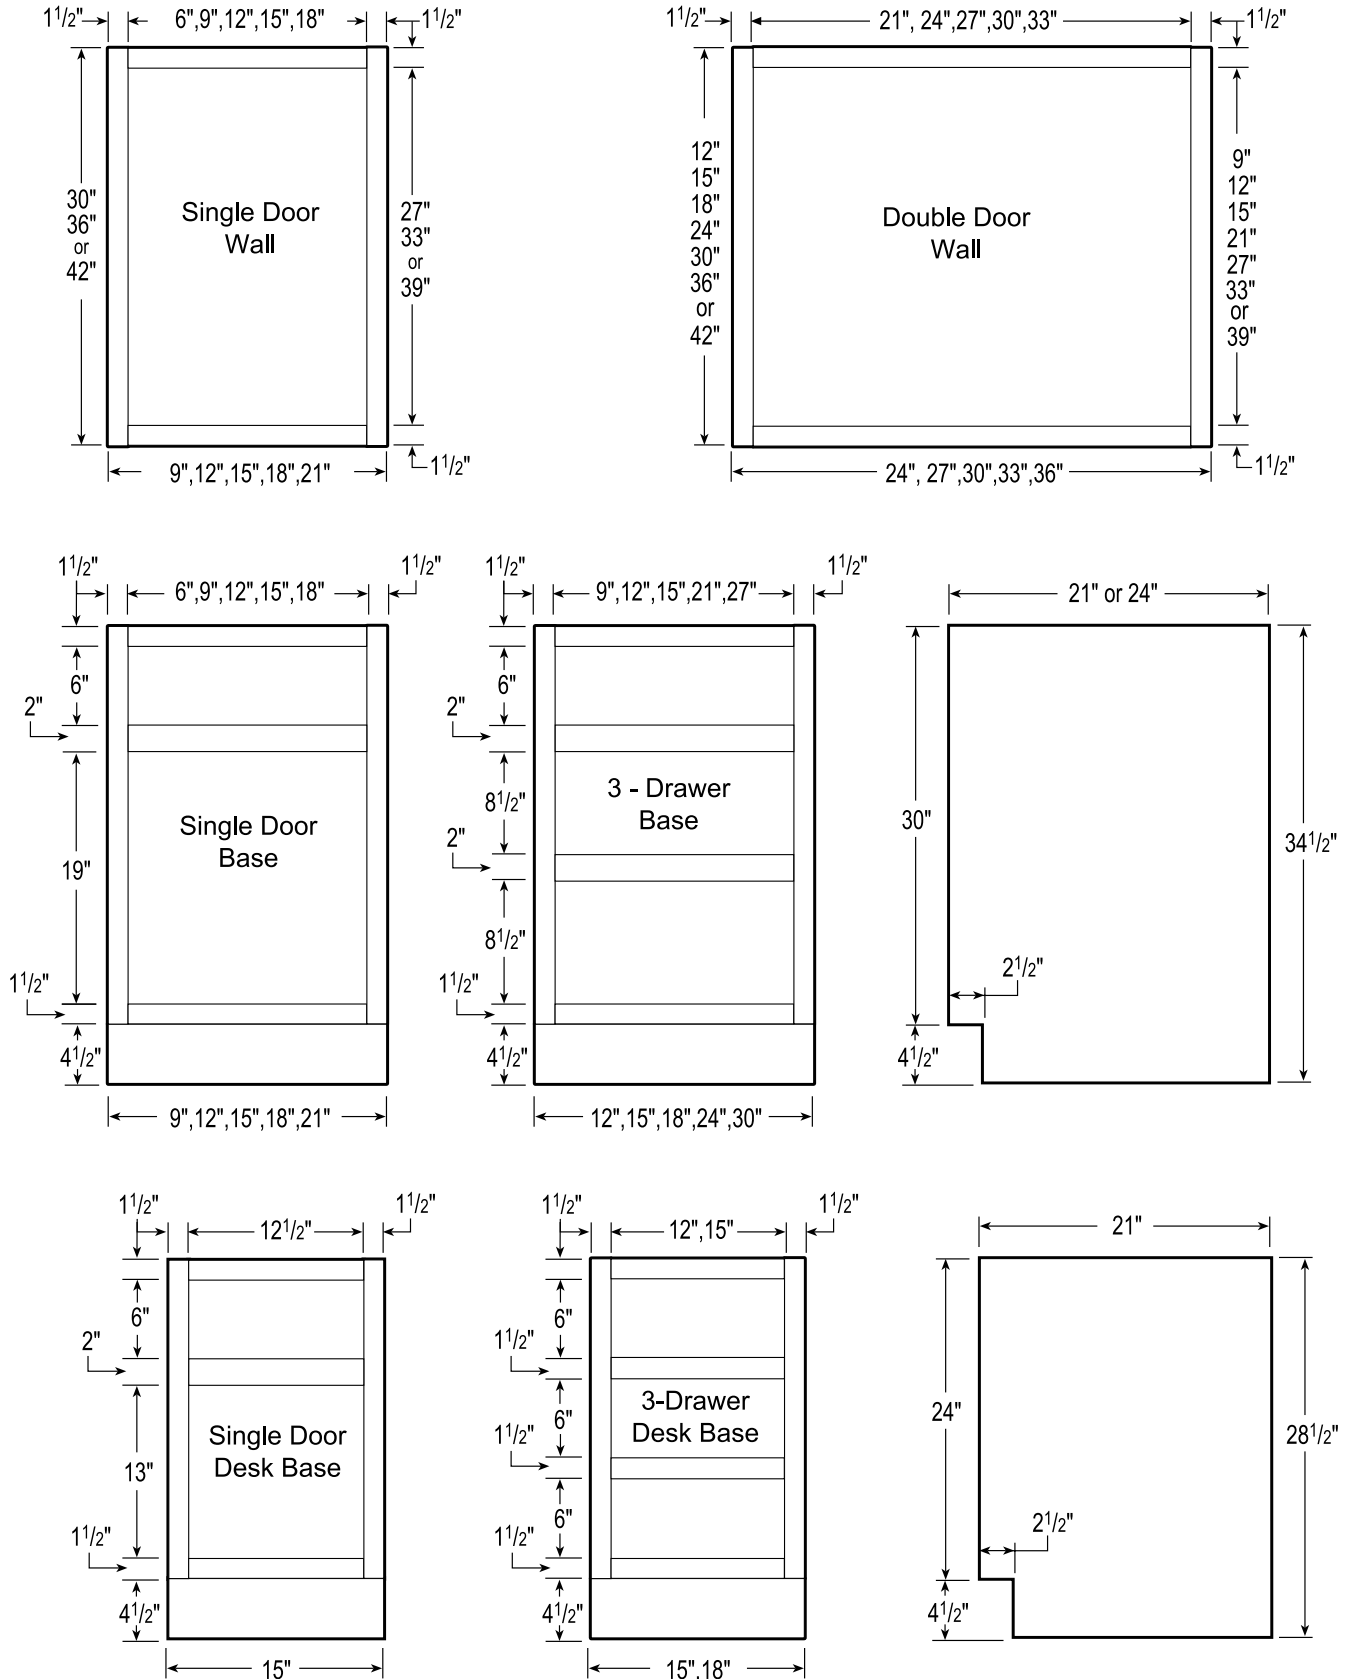 1 1/2" 6",9",12",15",18" 1 1/2"
30"
36"
or
42"
Single Door
Wall
27"
33"
or
39"
9",12",15",18",21" 1 1/2"
1 1/2" 21", 24",27",30",33" 1 1/2"
12"
15"
18"
24"
30"
36"
or
42"
Double Door
Wall
9"
12"
15"
21"
27"
33"
or
39"
24", 27",30",33",36" 1 1/2"
1 1/2" 6",9",12",15",18" 1 1/2"
6"
2"
Single Door
Base
19"
1 1/2"
4 1/2"
9",12",15",18",21"
1 1/2" 9",12",15",21",27" 1 1/2"
6"
2"
8 1/2"
3 - Drawer
Base
2"
8 1/2"
1 1/2"
4 1/2"
12",15",18",24",30"
21" or 24"
30"
34 1/2"
2 1/2"
4 1/2"
1 1/2" 12 1/2" 1 1/2"
6"
2"
Single Door
Desk Base
13"
1 1/2"
4 1/2"
15"
1 1/2" 12",15" 1 1/2"
6"
1 1/2"
6"
3-Drawer
Desk Base
1 1/2"
6"
1 1/2"
4 1/2"
15",18"
21"
24"
28 1/2"
2 1/2"
4 1/2"